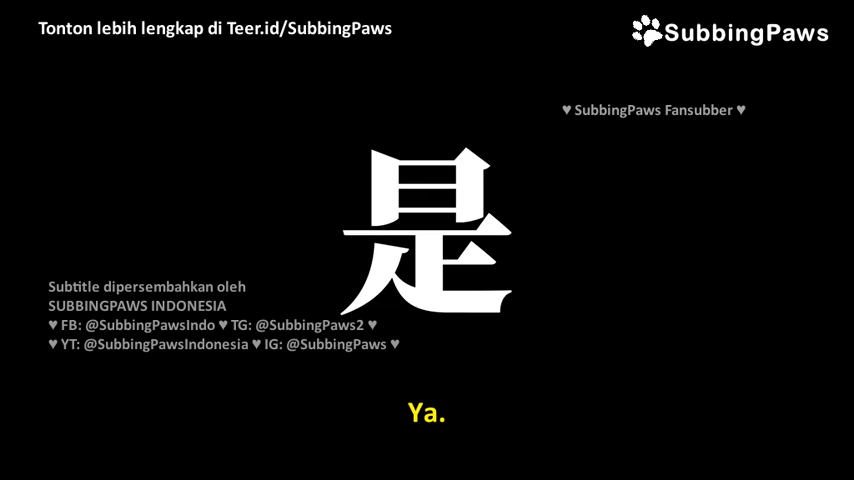 Tonton lebih lengkap di Teer.id/SubbingPaws
SubbingPaws
♥ SubbingPaws Fansubber ♥
是
Subtitle dipersembahkan oleh
SUBBINGPAWS INDONESIA
♥ FB: @SubbingPawsIndo ♥ TG: @SubbingPaws2 ♥
♥ YT: @SubbingPawsIndonesia ♥ IG: @SubbingPaws ♥
Ya.